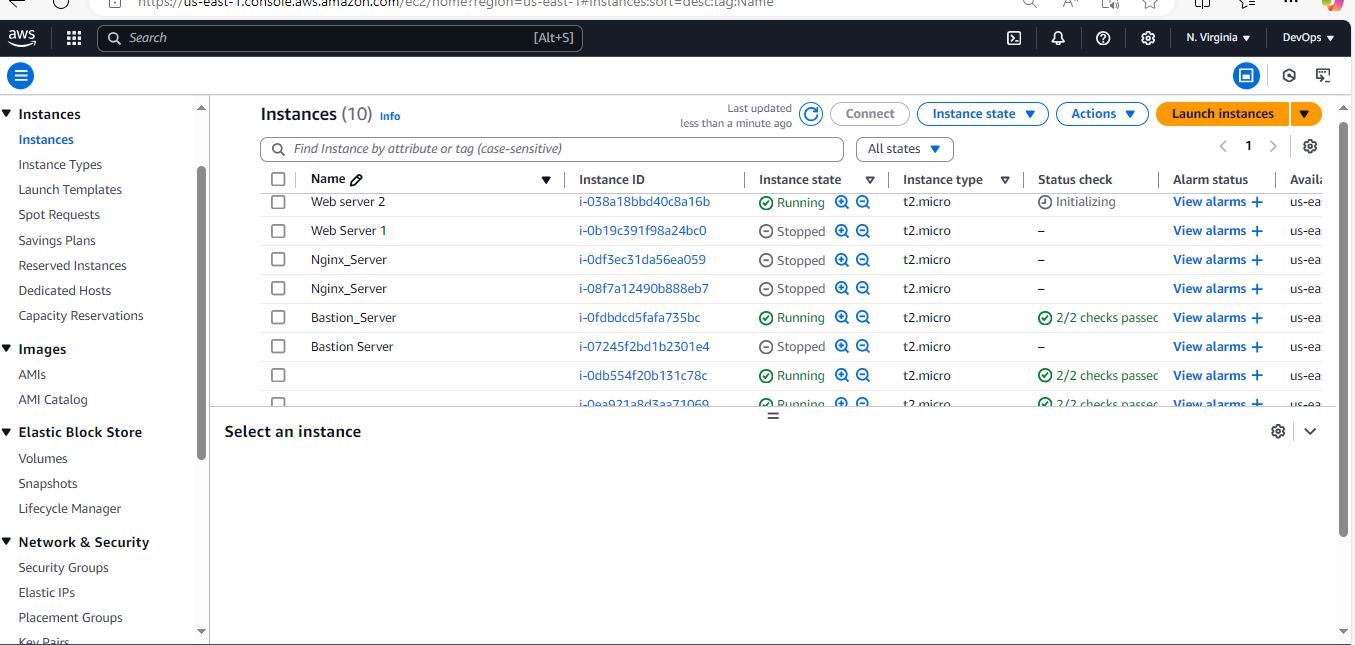 https://us-east-1.console.aws.amazon.com/ec2/home?region=us-east-1#Instances:sort=desc:tag:Name
aws Search [Alt+S] N. Virginia DevOps
Instances
Instances
Instance Types
Launch Templates
Spot Requests
Savings Plans
Reserved Instances
Dedicated Hosts
Capacity Reservations
Images
AMIs
AMI Catalog
Elastic Block Store
Volumes
Snapshots
Lifecycle Manager
Network & Security
Security Groups
Elastic IPs
Placement Groups
Key Pairs
Instances (10) Info
Last updated
less than a minute ago
Connect Instance state Actions Launch instances
Find Instance by attribute or tag (case-sensitive) All states 1
Name Instance ID Instance state Instance type Status check Alarm status Availa
Web server 2 i-038a18bbd40c8a16b Running t2.micro Initializing View alarms + us-ea
Web Server 1 i-0b19c391f98a24bc0 Stopped t2.micro – View alarms + us-ea
Nginx_Server i-0df3ec31da56ea059 Stopped t2.micro – View alarms + us-ea
Nginx_Server i-08f7a12490b888eb7 Stopped t2.micro – View alarms + us-ea
Bastion_Server i-0fdbdcd5fafa735bc Running t2.micro 2/2 checks passec View alarms + us-ea
Bastion Server i-07245f2bd1b2301e4 Stopped t2.micro – View alarms + us-ea
i-0db554f20b131c78c Running t2.micro 2/2 checks passec View alarms + us-ea
i-0ea921a8d3aa71069 Running t2.micro 2/2 checks passec View alarms + us-ea
Select an instance